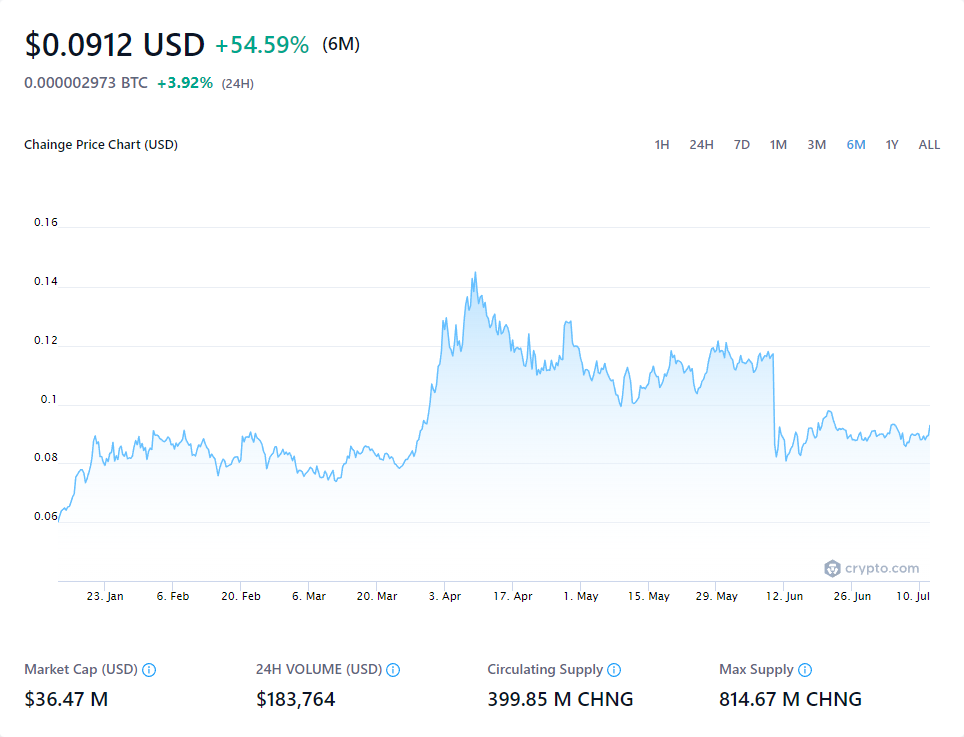 $0.0912 USD +54.59% (6M)
0.000002973 BTC +3.92% (24H)
Chainge Price Chart (USD) 1H 24H 7D 1M 3M 6M 1Y ALL
0.16
0.14
0.12
0.1
0.08
0.06
crypto.com
23. Jan 6. Feb 20. Feb 6. Mar 20. Mar 3. Apr 17. Apr 1. May 15. May 29. May 12. Jun 26. Jun 10. Jul
Market Cap (USD) 24H VOLUME (USD) Circulating Supply Max Supply
$36.47 M $183,764 399.85 M CHNG 814.67 M CHNG